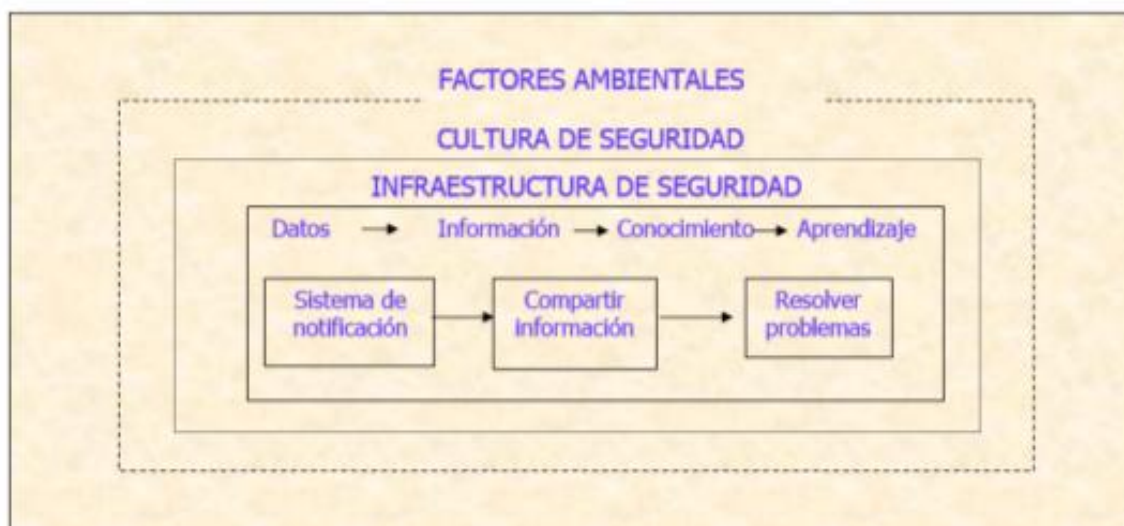 FACTORES AMBIENTALES
CULTURA DE SEGURIDAD
INFRAESTRUCTURA DE SEGURIDAD
Datos Información Conocimiento Aprendizaje
Sistema de
notificación
Compartir
información
Resolver
problemas